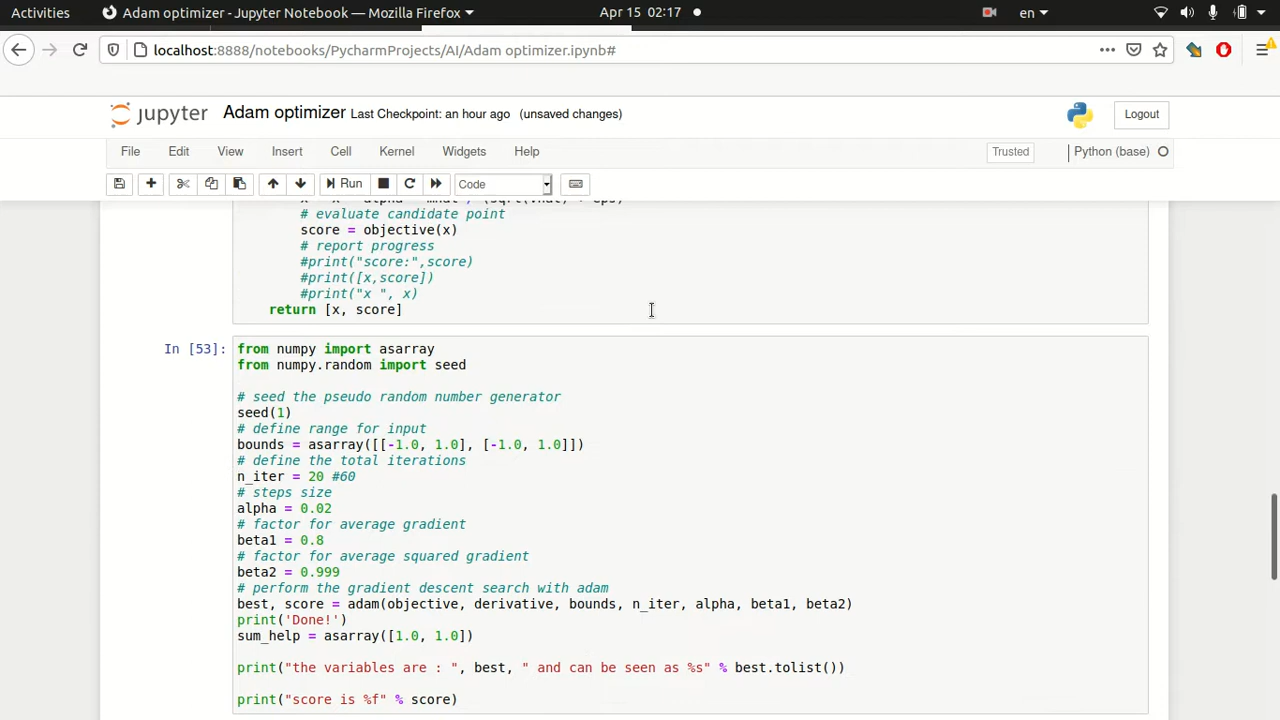 Activities
Adam optimizer - Jupyter Notebook — Mozilla Firefox
Apr 15 02:17
en
localhost:8888/notebooks/PycharmProjects/AI/Adam optimizer.ipynb#
jupyter
Adam optimizer Last Checkpoint: an hour ago (unsaved changes)
Logout
File Edit View Insert Cell Kernel Widgets Help
Trusted
Python (base)
Run
Code
# evaluate candidate point
score = objective(x)
# report progress
#print("score:",score)
#print([x,score])
#print("x ", x)
return [x, score]
In [53]:
from numpy import asarray
from numpy.random import seed
# seed the pseudo random number generator
seed(1)
# define range for input
bounds = asarray([[-1.0, 1.0], [-1.0, 1.0]])
# define the total iterations
n_iter = 20 #60
# steps size
alpha = 0.02
# factor for average gradient
beta1 = 0.8
# factor for average squared gradient
beta2 = 0.999
# perform the gradient descent search with adam
best, score = adam(objective, derivative, bounds, n_iter, alpha, beta1, beta2)
print('Done!')
sum_help = asarray([1.0, 1.0])
print("the variables are : ", best, " and can be seen as %s" % best.tolist())
print("score is %f" % score)